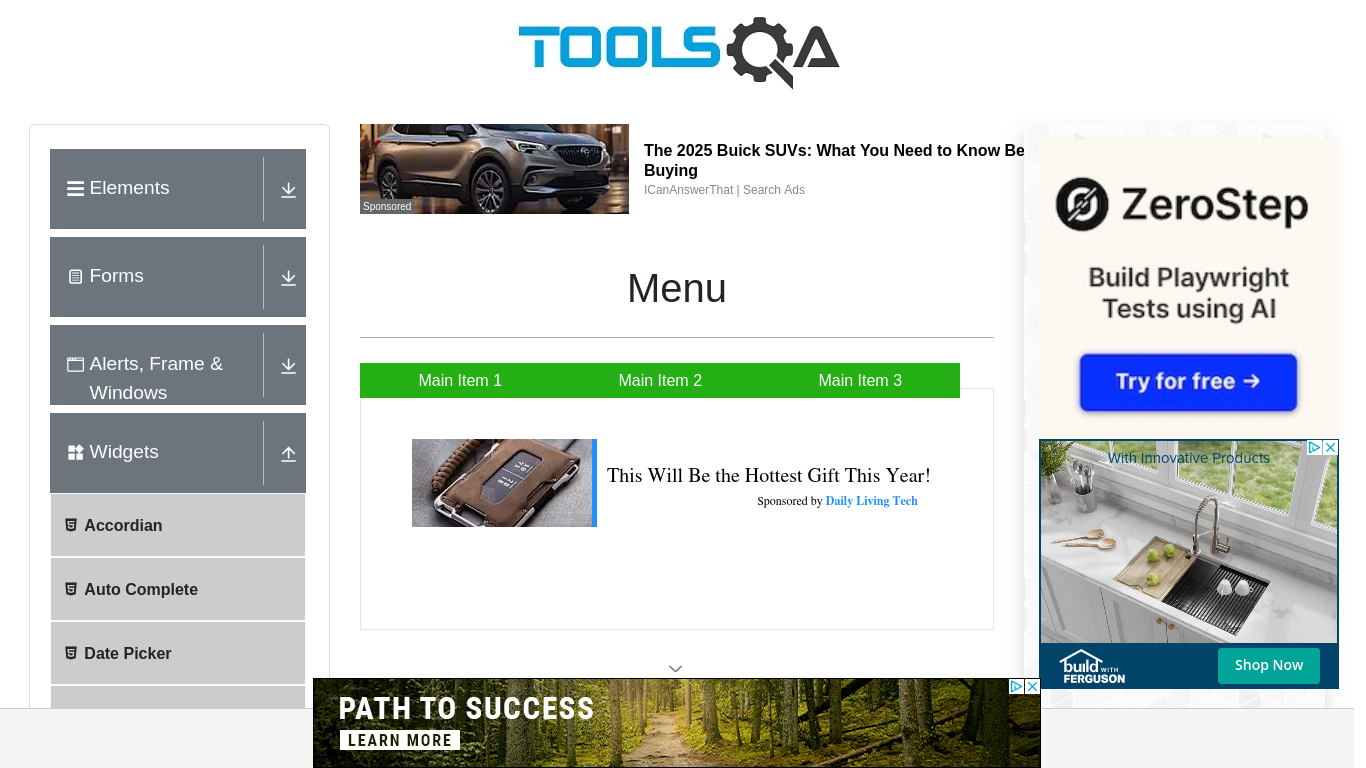 TOOLSQA
Elements
Forms
Alerts, Frame &
Windows
Widgets
Accordian
Auto Complete
Date Picker
Sponsored
The 2025 Buick SUVs: What You Need to Know Be
Buying
ICanAnswerThat | Search Ads
Menu
Main Item 1
Main Item 2
Main Item 3
This Will Be the Hottest Gift This Year!
Sponsored by Daily Living Tech
ZeroStep
Build Playwright
Tests using AI
Try for free →
With Innovative Products
build WITH
FERGUSON
Shop Now
PATH TO SUCCESS
LEARN MORE